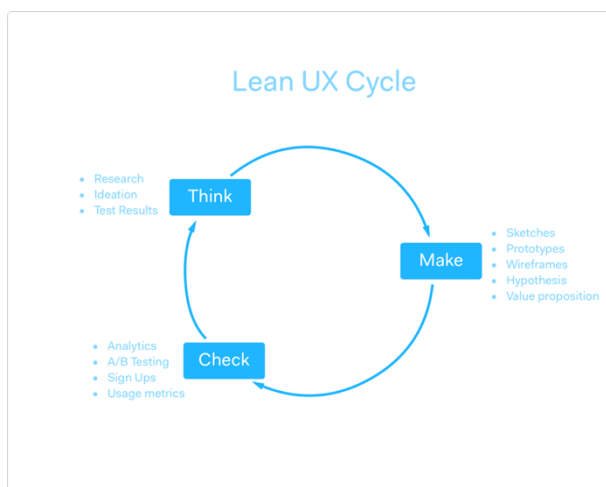 Lean UX Cycle
• Research
• Ideation
• Test Results
Think
Make
• Sketches
• Prototypes
• Wireframes
• Hypothesis
• Value proposition
• Analytics
• A/B Testing
• Sign Ups
• Usage metrics
Check